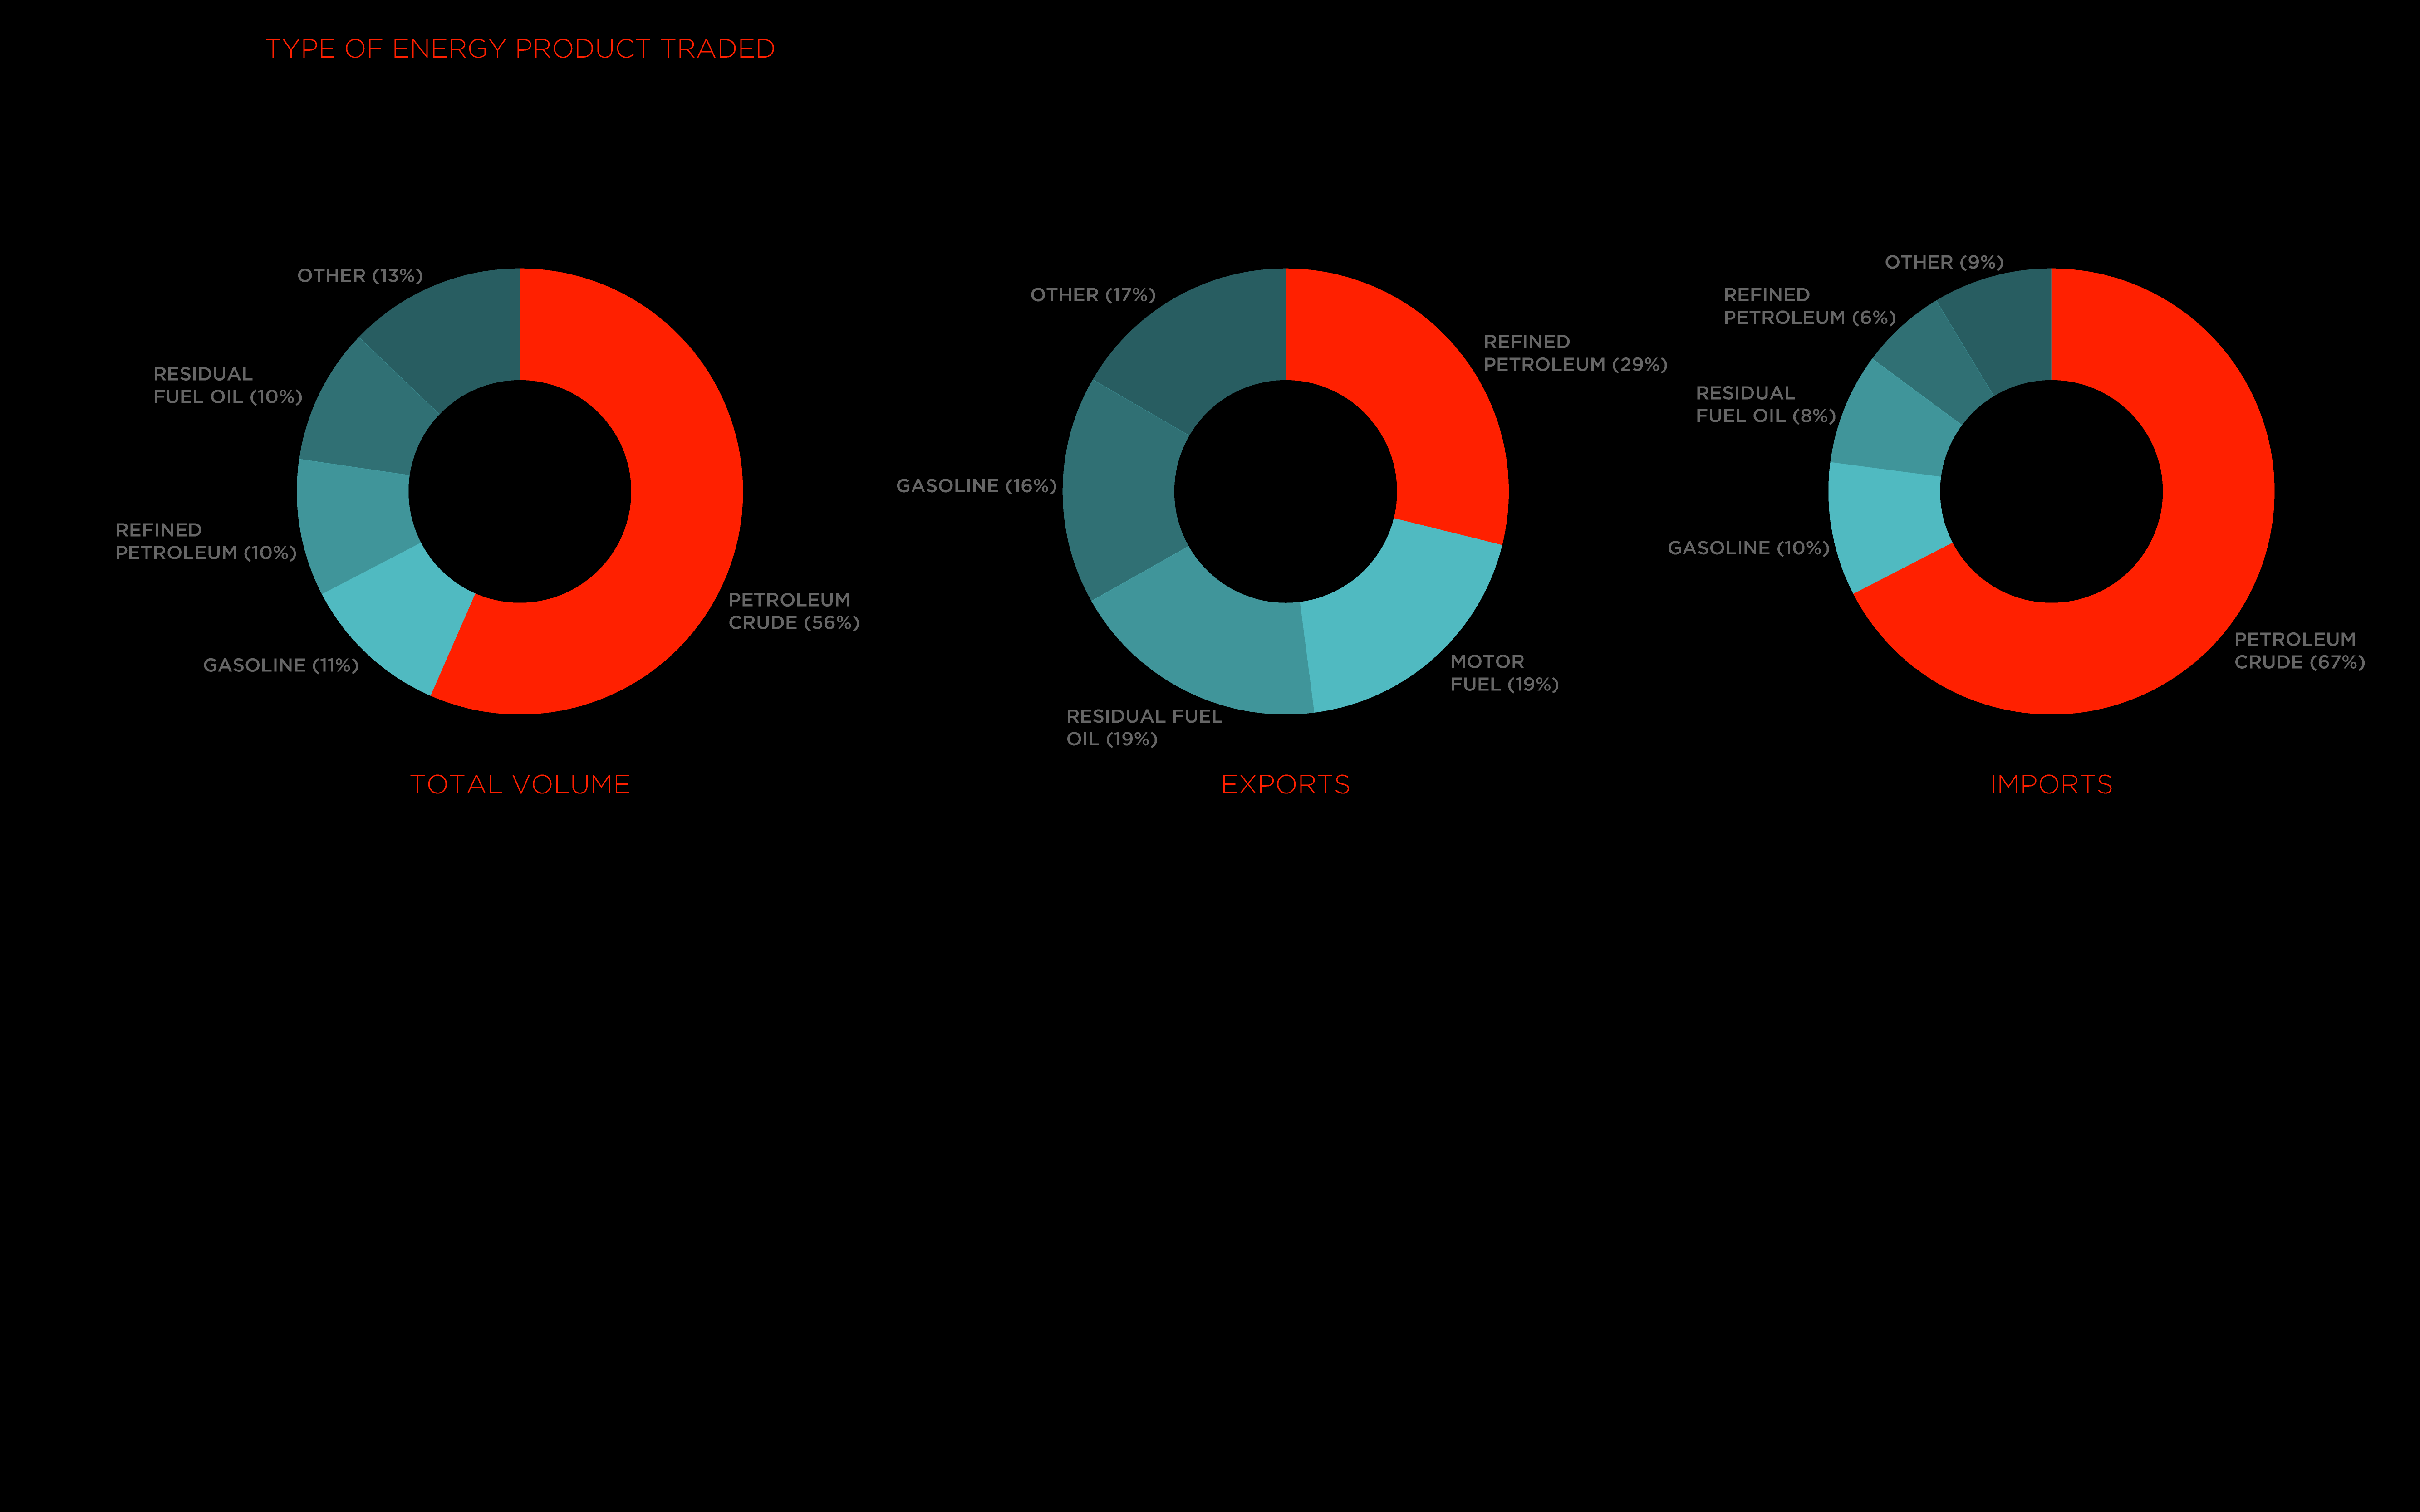 TYPE OF ENERGY PRODUCT TRADED
OTHER (13%)
RESIDUAL
FUEL OIL (10%)
REFINED
PETROLEUM (10%)
GASOLINE (11%)
PETROLEUM
CRUDE (56%)
TOTAL VOLUME
OTHER (17%)
REFINED
PETROLEUM (29%)
GASOLINE (16%)
MOTOR
FUEL (19%)
RESIDUAL FUEL
OIL (19%)
EXPORTS
OTHER (9%)
REFINED
PETROLEUM (6%)
RESIDUAL
FUEL OIL (8%)
GASOLINE (10%)
PETROLEUM
CRUDE (67%)
IMPORTS